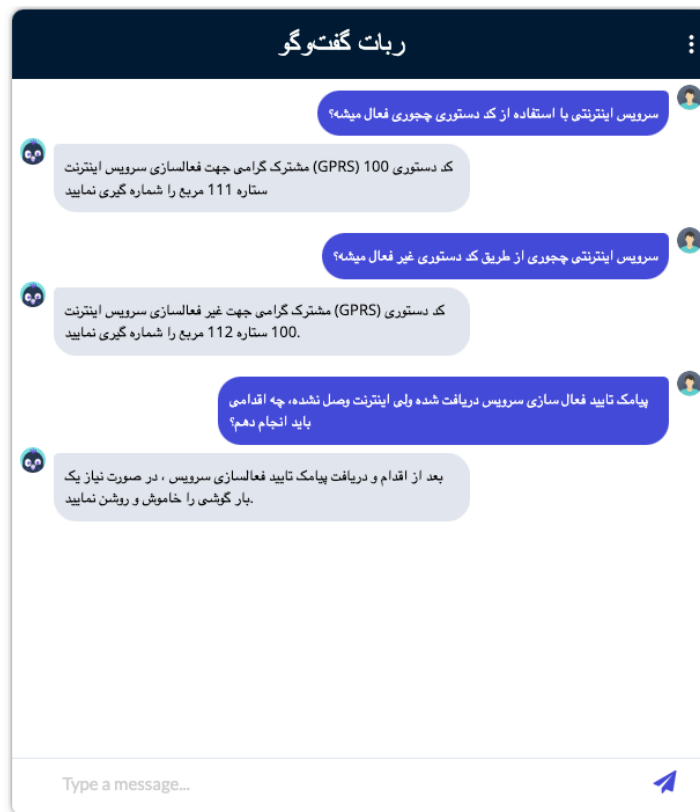 ربات گفت‌و‌گو
سرویس اینترنتی با استفاده از کد دستوری چجوری فعال میشه؟
کد دستوری 100 (GPRS) مشترک گرامی جهت فعالسازی سرویس اینترنت
ستاره 111 مربع را شماره گیری نمایید
سرویس اینترنتی چجوری از طریق کد دستوری غیر فعال میشه؟
کد دستوری (GPRS) مشترک گرامی جهت غیر فعالسازی سرویس اینترنت
.100 ستاره 112 مربع را شماره گیری نمایید
پیامک تایید فعال سازی سرویس دریافت شده ولی اینترنت وصل نشده، چه اقدامی
باید انجام دهم؟
بعد از اقدام و دریافت پیامک تایید فعالسازی سرویس ، در صورت نیاز یک
.بار گوشی را خاموش و روشن نمایید
Type a message...